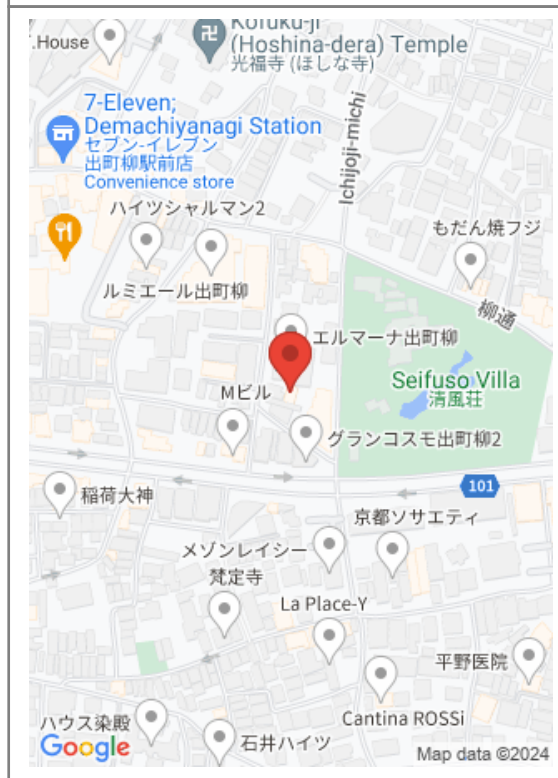 .House
Kofuku-ji
(Hoshina-dera) Temple
光福寺 (ほしな寺)
7-Eleven;
Demachiyanagi Station
セブン-イレブン
出町柳駅前店
Convenience store
Ichijoji-michi
ハイツシャルマン2
もだん焼フジ
ルミエール出町柳
柳通
エルマーナ出町柳
Mビル
Seifuso Villa
清風荘
グランコスモ出町柳2
101
稲荷大神
京都ソサエティ
メゾンレイシー
梵定寺
La Place-Y
平野医院
Cantina ROSSi
ハウス染殿
石井ハイツ
Google
Map data ©2024